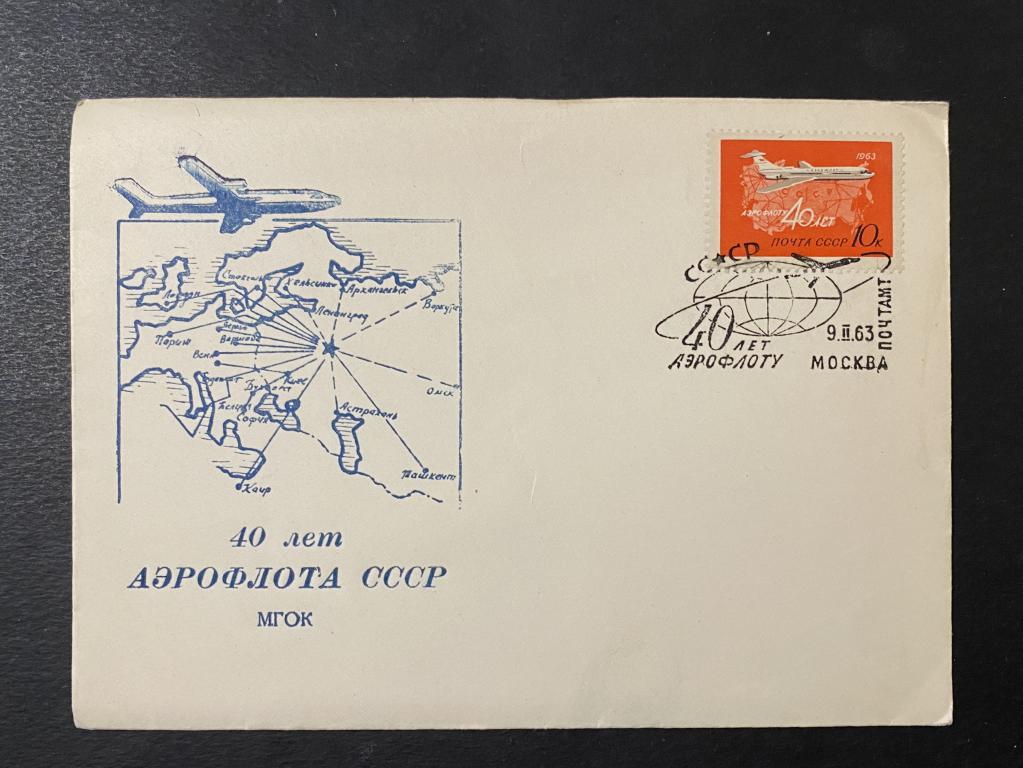 1963
АЭРОФЛОТУ 40 ЛЕТ
ПОЧТА СССР 10К
СССР
40 ЛЕТ
АЭРОФЛОТУ
9.II.63
МОСКВА
ПОЧТАМТ
Стокгольм
Хельсинки
Архангельск
Воркута
Лондон
Ленинград
Париж
Берлин
Варшава
Вена
Киев
Будапешт
Бухарест
Омск
Белград
София
Астрахань
Ташкент
Каир
40 лет
АЭРОФЛОТА СССР
МГОК